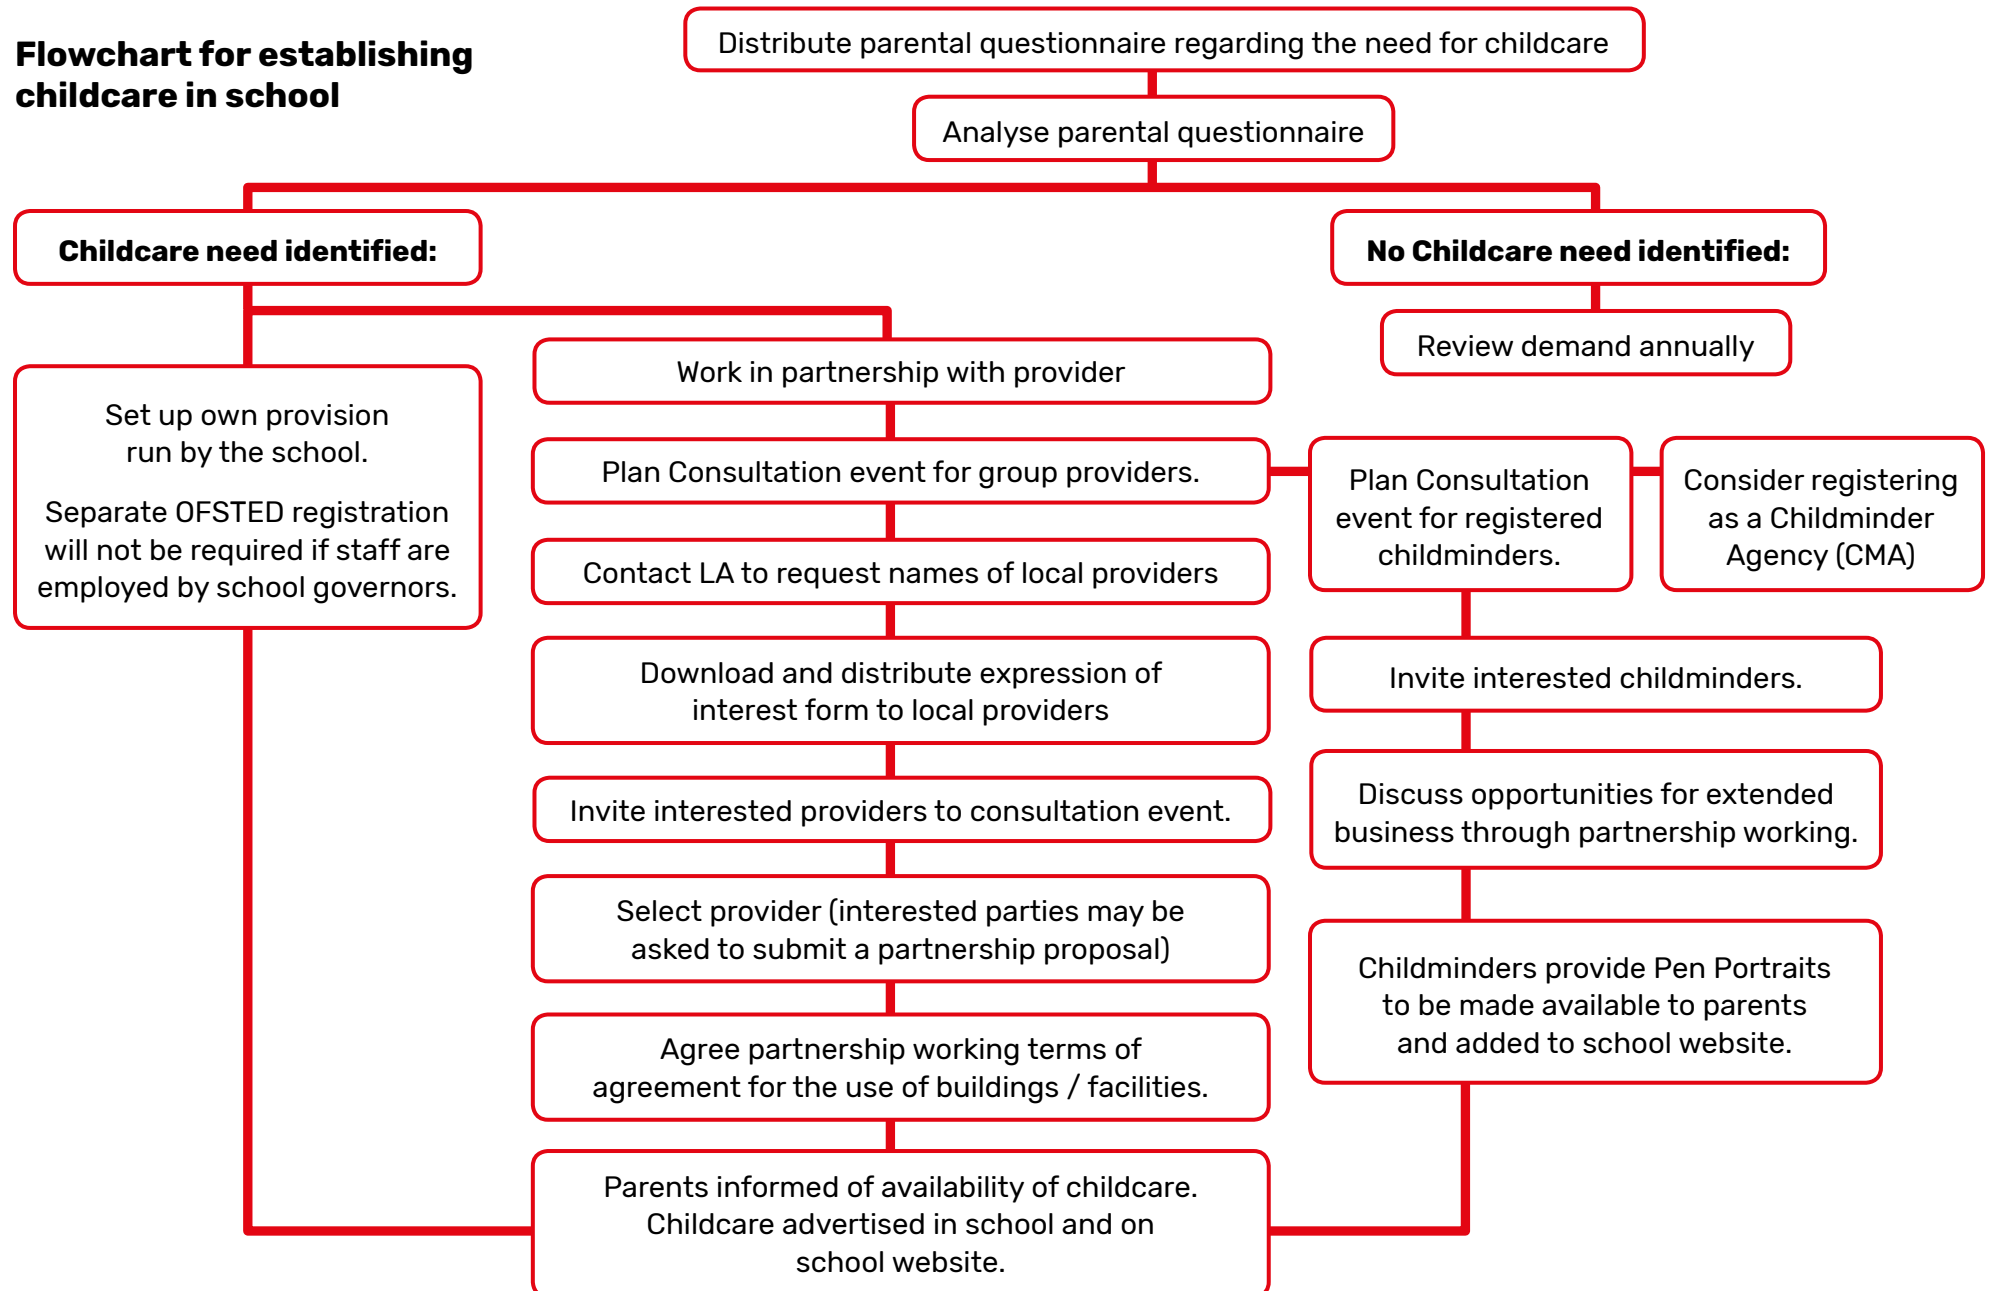 Flowchart for establishing
childcare in school
Distribute parental questionnaire regarding the need for childcare
Analyse parental questionnaire
Childcare need identified:
No Childcare need identified:
Review demand annually
Set up own provision
run by the school.
Separate OFSTED registration
will not be required if staff are
employed by school governors.
Work in partnership with provider
Plan Consultation event for group providers.
Contact LA to request names of local providers
Download and distribute expression of
interest form to local providers
Invite interested providers to consultation event.
Select provider (interested parties may be
asked to submit a partnership proposal)
Agree partnership working terms of
agreement for the use of buildings / facilities.
Plan Consultation
event for registered
childminders.
Consider registering
as a Childminder
Agency (CMA)
Invite interested childminders.
Discuss opportunities for extended
business through partnership working.
Childminders provide Pen Portraits
to be made available to parents
and added to school website.
Parents informed of availability of childcare.
Childcare advertised in school and on
school website.